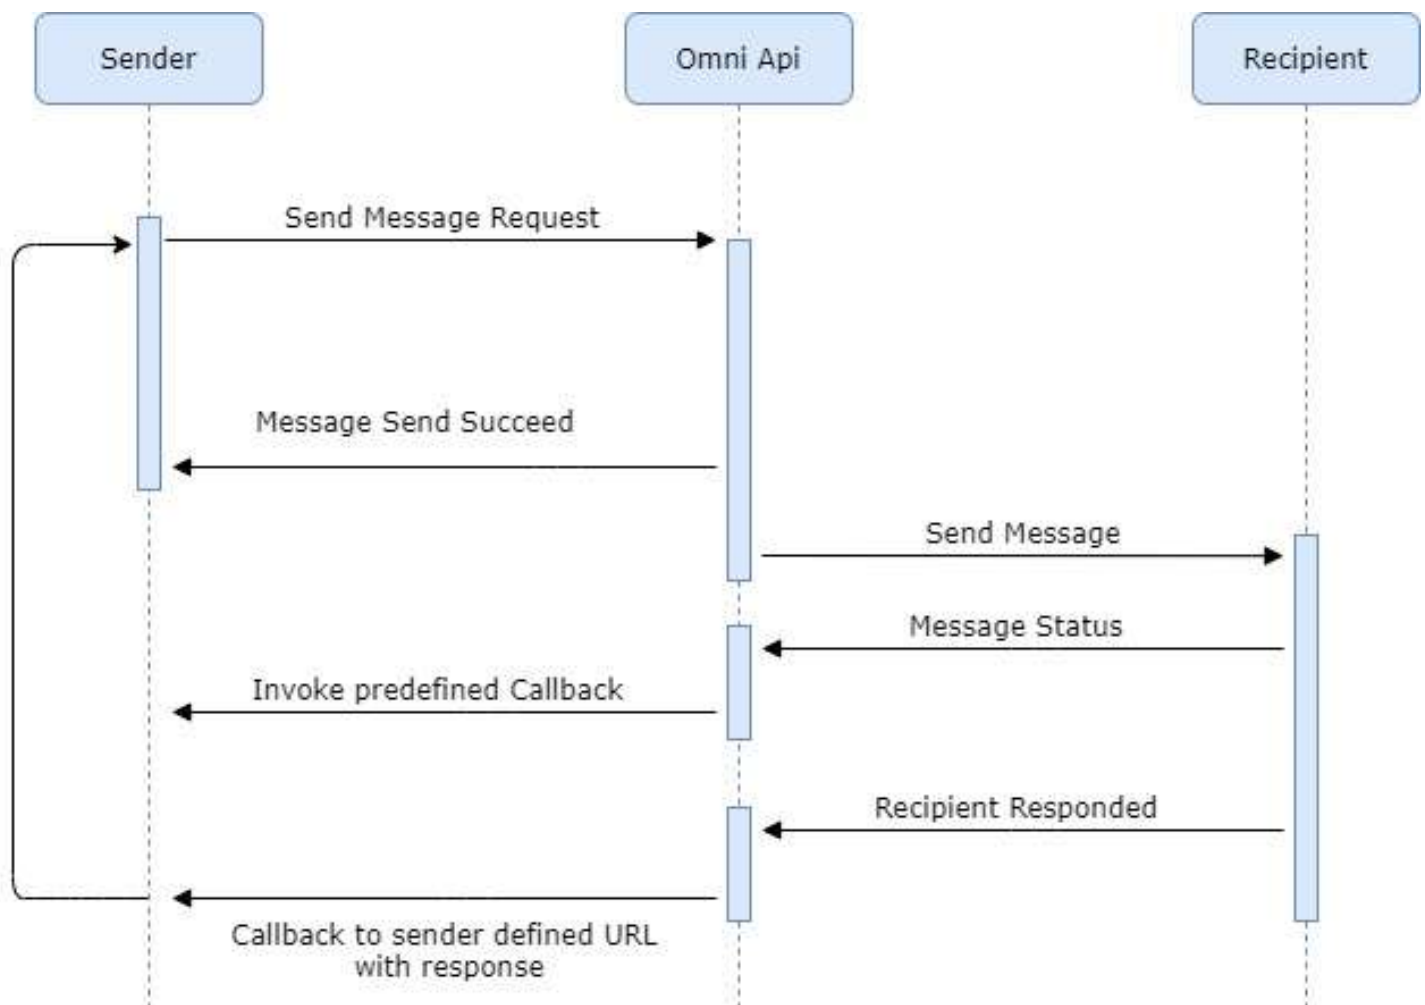 Sender
Omni Api
Recipient
Send Message Request
Message Send Succeed
Send Message
Message Status
Invoke predefined Callback
Recipient Responded
Callback to sender defined URL
with response